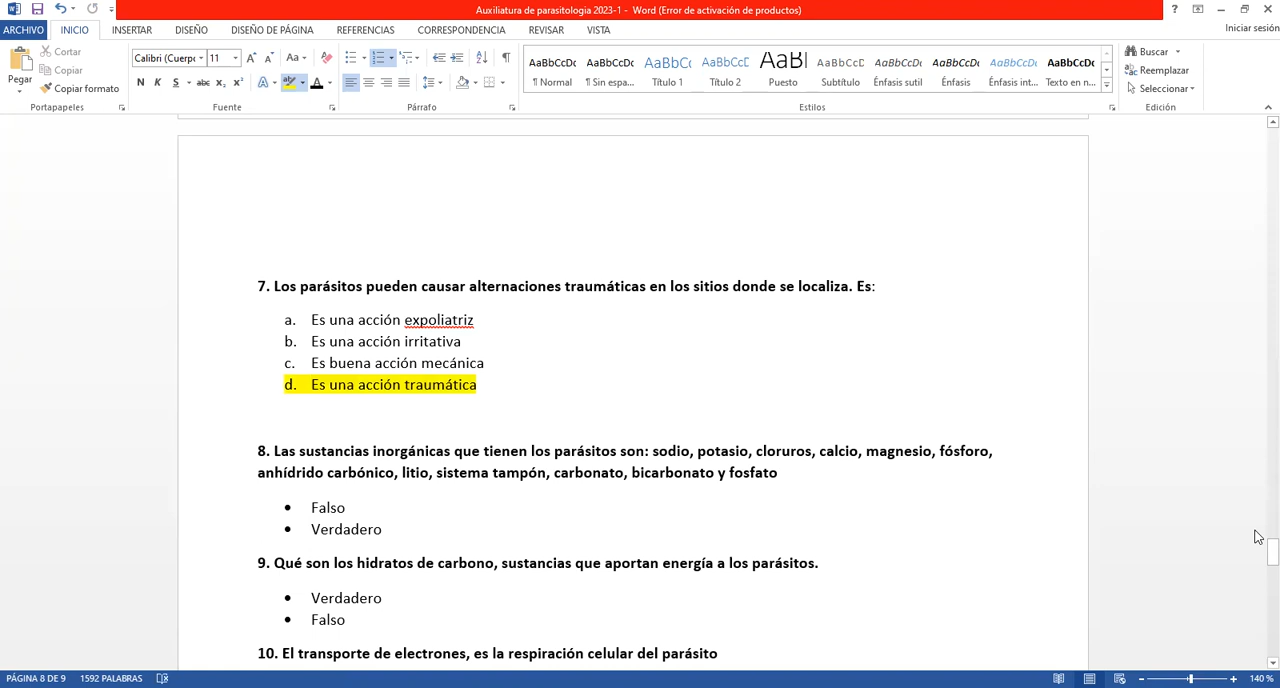 Auxiliatura de parasitologia 2023-1 - Word (Error de activación de productos)
ARCHIVO INICIO INSERTAR DISEÑO DISEÑO DE PÁGINA REFERENCIAS CORRESPONDENCIA REVISAR VISTA Iniciar sesión
Pegar
Cortar
Copiar
Copiar formato
Portapapeles
Calibri (Cuerpo 11
N K S abc x₂ x²
Fuente
Párrafo
AaBbCcDc AaBbCcDc AaBbCc AaBbCcC AaBl AaBbCcD AaBbCcDc AaBbCcDc AaBbCcDc AaBbCcDc
¶ Normal ¶ Sin espa... Título 1 Título 2 Puesto Subtítulo Énfasis sutil Énfasis Énfasis int... Texto en n...
Estilos
Buscar
Reemplazar
Seleccionar
Edición
7. Los parásitos pueden causar alternaciones traumáticas en los sitios donde se localiza. Es:
a. Es una acción expoliatriz
b. Es una acción irritativa
c. Es buena acción mecánica
d. Es una acción traumática
8. Las sustancias inorgánicas que tienen los parásitos son: sodio, potasio, cloruros, calcio, magnesio, fósforo,
anhídrido carbónico, litio, sistema tampón, carbonato, bicarbonato y fosfato
• Falso
• Verdadero
9. Qué son los hidratos de carbono, sustancias que aportan energía a los parásitos.
• Verdadero
• Falso
10. El transporte de electrones, es la respiración celular del parásito
PÁGINA 8 DE 9 1592 PALABRAS 140 %